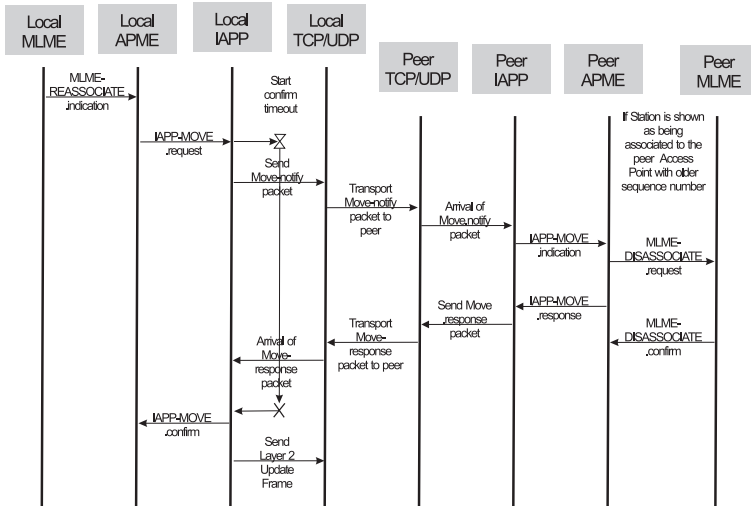 Local
MLME
Local
APME
Local
IAPP
Local
TCP/UDP
Peer
TCP/UDP
Peer
IAPP
Peer
APME
Peer
MLME
MLME-
REASSOCIATE
.indication
Start
confirm
timeout
If Station is shown
as being
associated to the
peer Access
Point with older
sequence number
IAPP-MOVE
.request
Send
Move-notify
packet
Transport
Move-notify
packet to
peer
Arrival of
Move.notify
packet
IAPP-MOVE
.indication
MLME-
DISASSOCIATE
.request
IAPP-MOVE
.response
Send Move
.response
packet
MLME-
DISASSOCIATE
.confirm
Transport
Move-
response
packet to peer
Arrival of
Move-
response
packet
IAPP-MOVE
.confirm
Send
Layer 2
Update
Frame